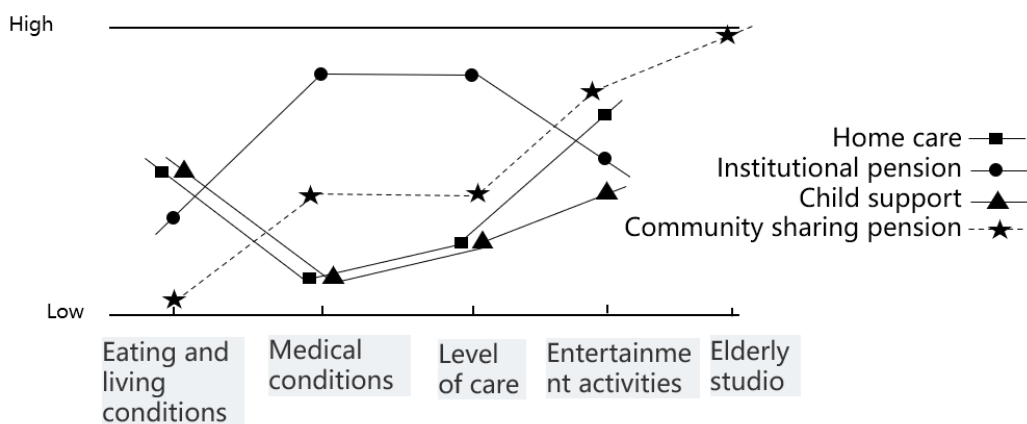 High
Home care
Institutional pension
Child support
Community sharing pension
Low
Eating and
living
conditions
Medical
conditions
Level
of care
Entertainme
nt activities
Elderly
studio